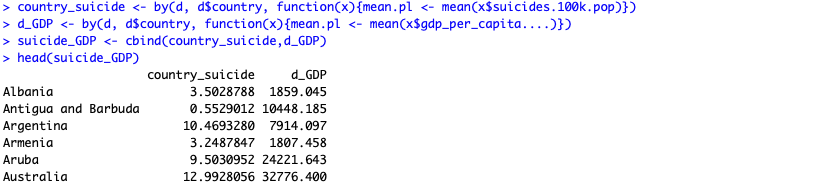 > country_suicide <- by(d, d$country, function(x){mean.pl <- mean(x$suicides.100k.pop)})
> d_GDP <- by(d, d$country, function(x){mean.pl <- mean(x$gdp_per_capita....)})
> suicide_GDP <- cbind(country_suicide,d_GDP)
> head(suicide_GDP)
                    country_suicide     d_GDP
Albania                   3.5028788  1859.045
Antigua and Barbuda       0.5529012 10448.185
Argentina                10.4693280  7914.097
Armenia                   3.2487847  1807.458
Aruba                     9.5030952 24221.643
Australia                12.9928056 32776.400